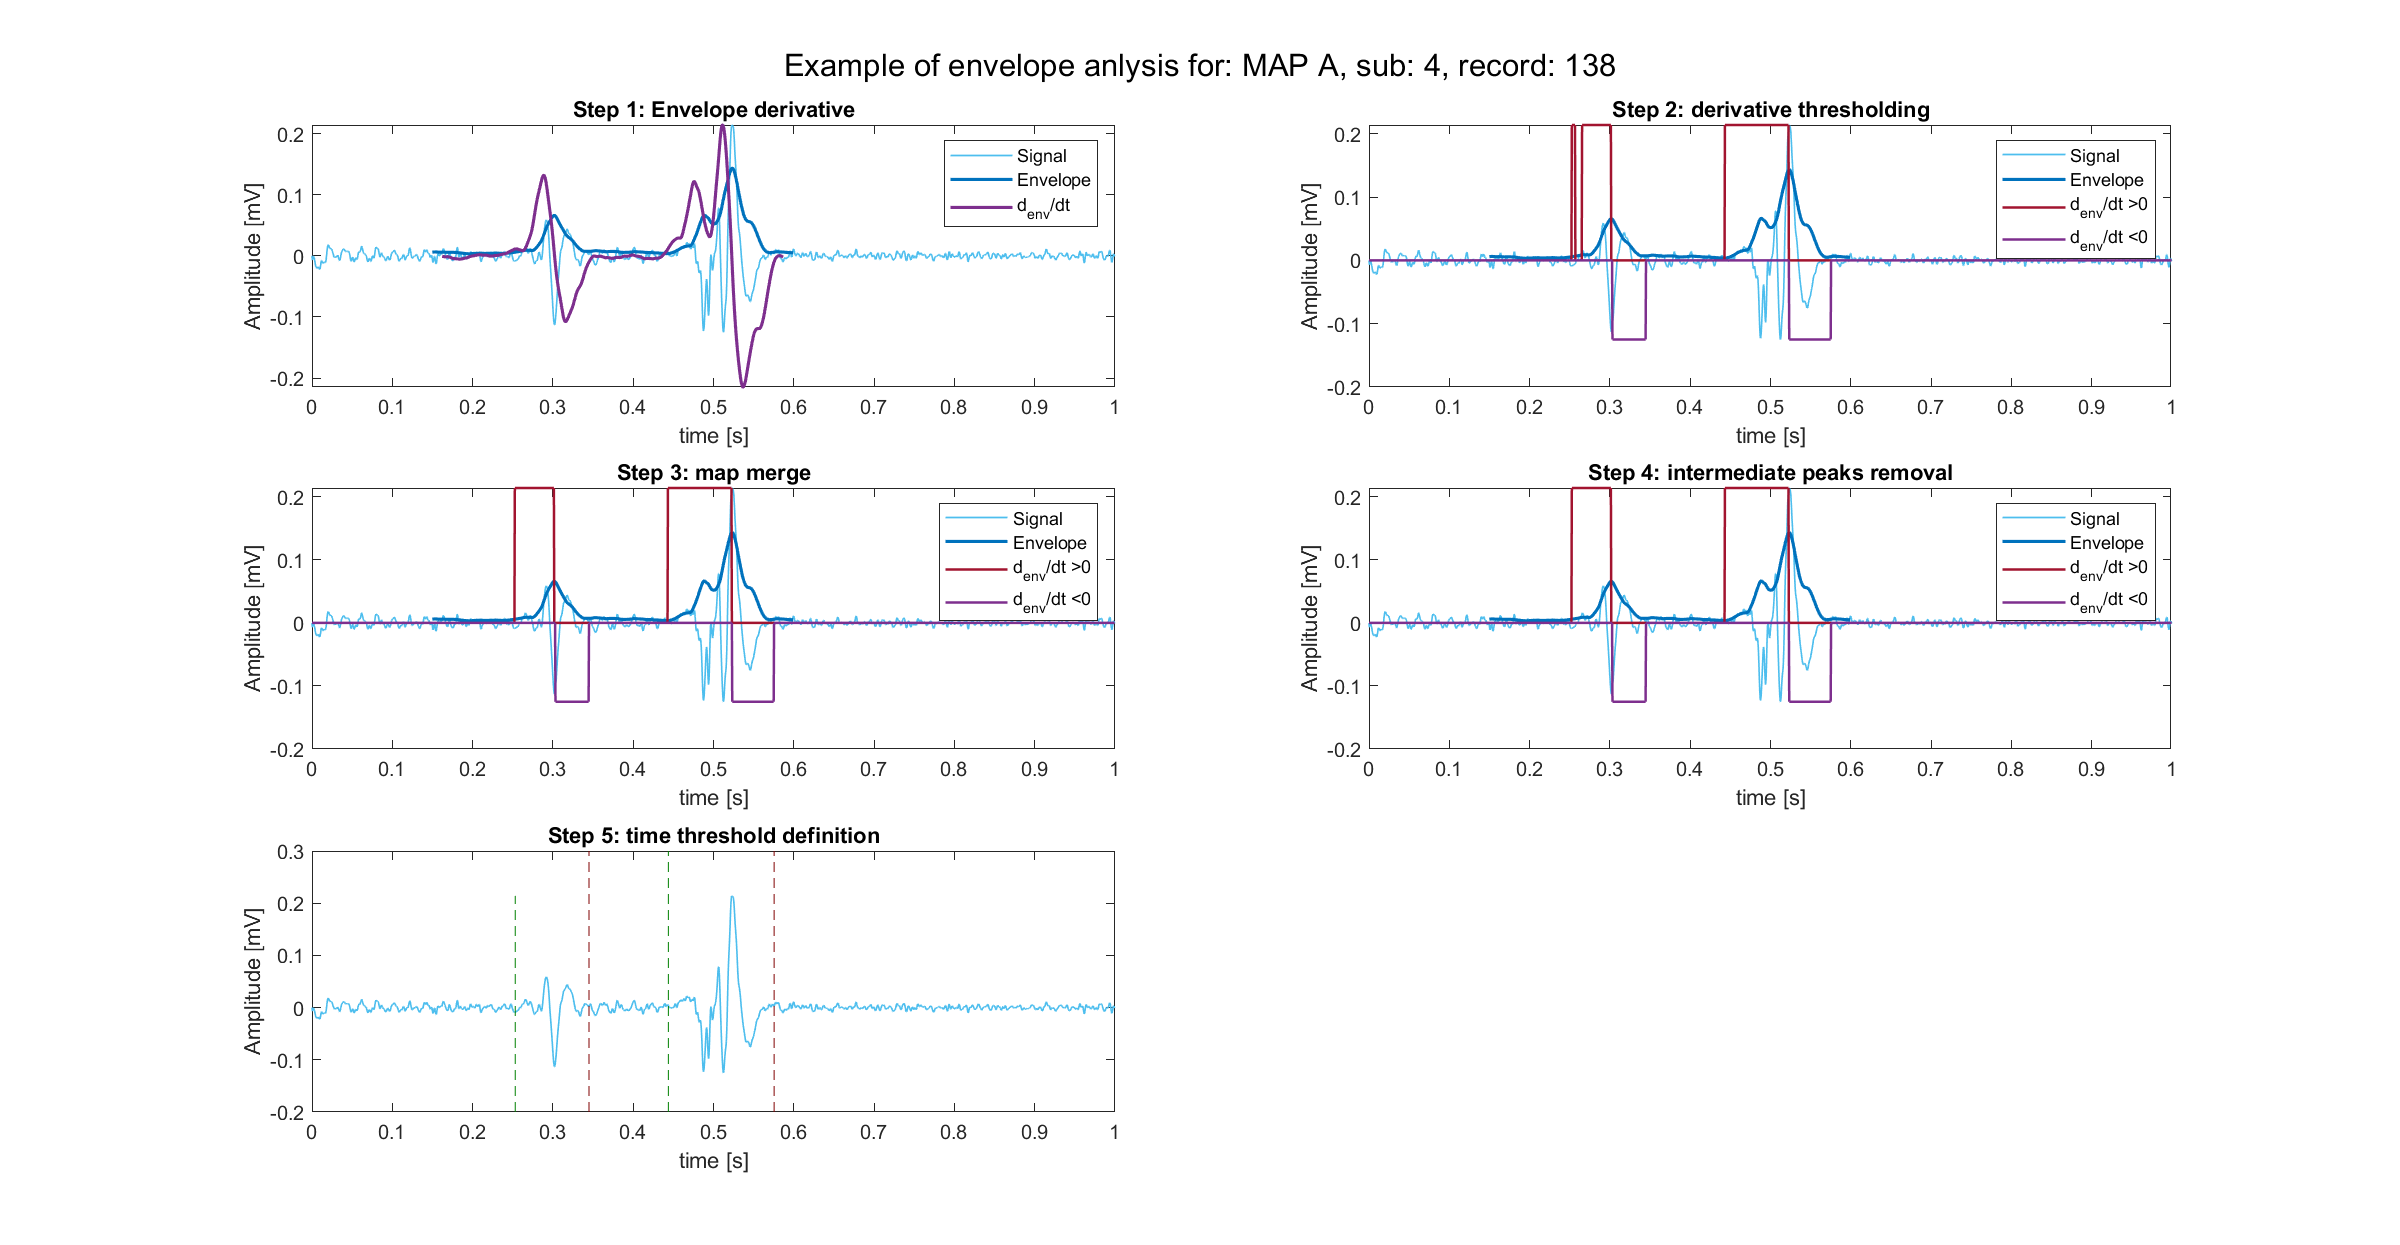 Example of envelope anlysis for: MAP A, sub: 4, record: 138
Step 1: Envelope derivative
Amplitude [mV]
0.2
0.1
0
-0.1
-0.2
Signal
Envelope
d_env/dt
0 0.1 0.2 0.3 0.4 0.5 0.6 0.7 0.8 0.9 1
time [s]
Step 2: derivative thresholding
Amplitude [mV]
0.2
0.1
0
-0.1
-0.2
Signal
Envelope
d_env/dt >0
d_env/dt <0
0 0.1 0.2 0.3 0.4 0.5 0.6 0.7 0.8 0.9 1
time [s]
Step 3: map merge
Amplitude [mV]
0.2
0.1
0
-0.1
-0.2
Signal
Envelope
d_env/dt >0
d_env/dt <0
0 0.1 0.2 0.3 0.4 0.5 0.6 0.7 0.8 0.9 1
time [s]
Step 4: intermediate peaks removal
Amplitude [mV]
0.2
0.1
0
-0.1
-0.2
Signal
Envelope
d_env/dt >0
d_env/dt <0
0 0.1 0.2 0.3 0.4 0.5 0.6 0.7 0.8 0.9 1
time [s]
Step 5: time threshold definition
Amplitude [mV]
0.3
0.2
0.1
0
-0.1
-0.2
0 0.1 0.2 0.3 0.4 0.5 0.6 0.7 0.8 0.9 1
time [s]